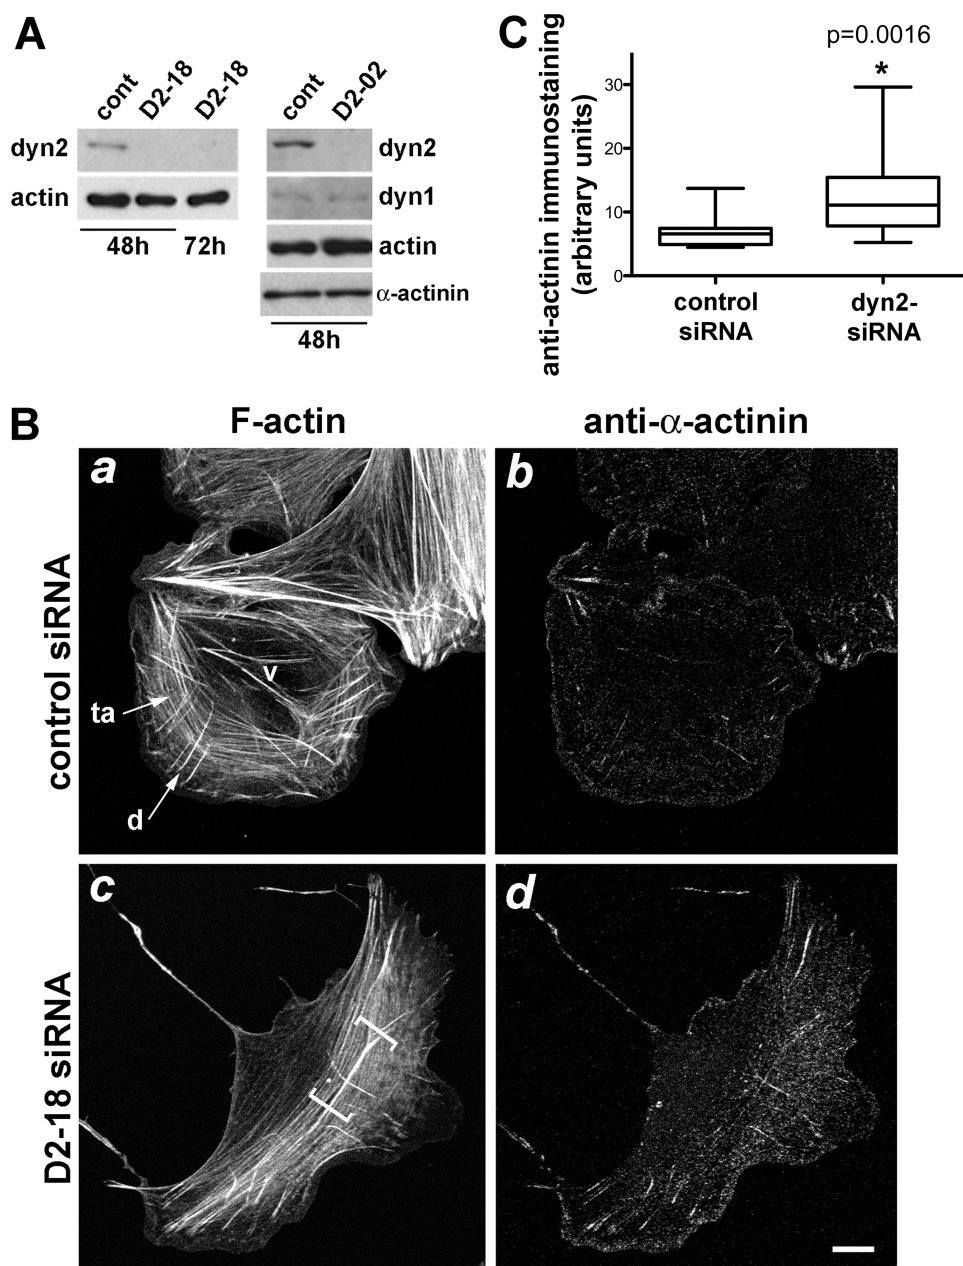 A
cont
D2-18
D2-18
dyn2
actin
48h
72h
cont
D2-02
dyn2
dyn1
actin
α-actinin
48h
C
p=0.0016
*
anti-actinin immunostaining
(arbitrary units)
30
20
10
0
control
siRNA
dyn2-
siRNA
B
F-actin
anti-α-actinin
control siRNA
a
b
v
ta
d
D2-18 siRNA
c
d